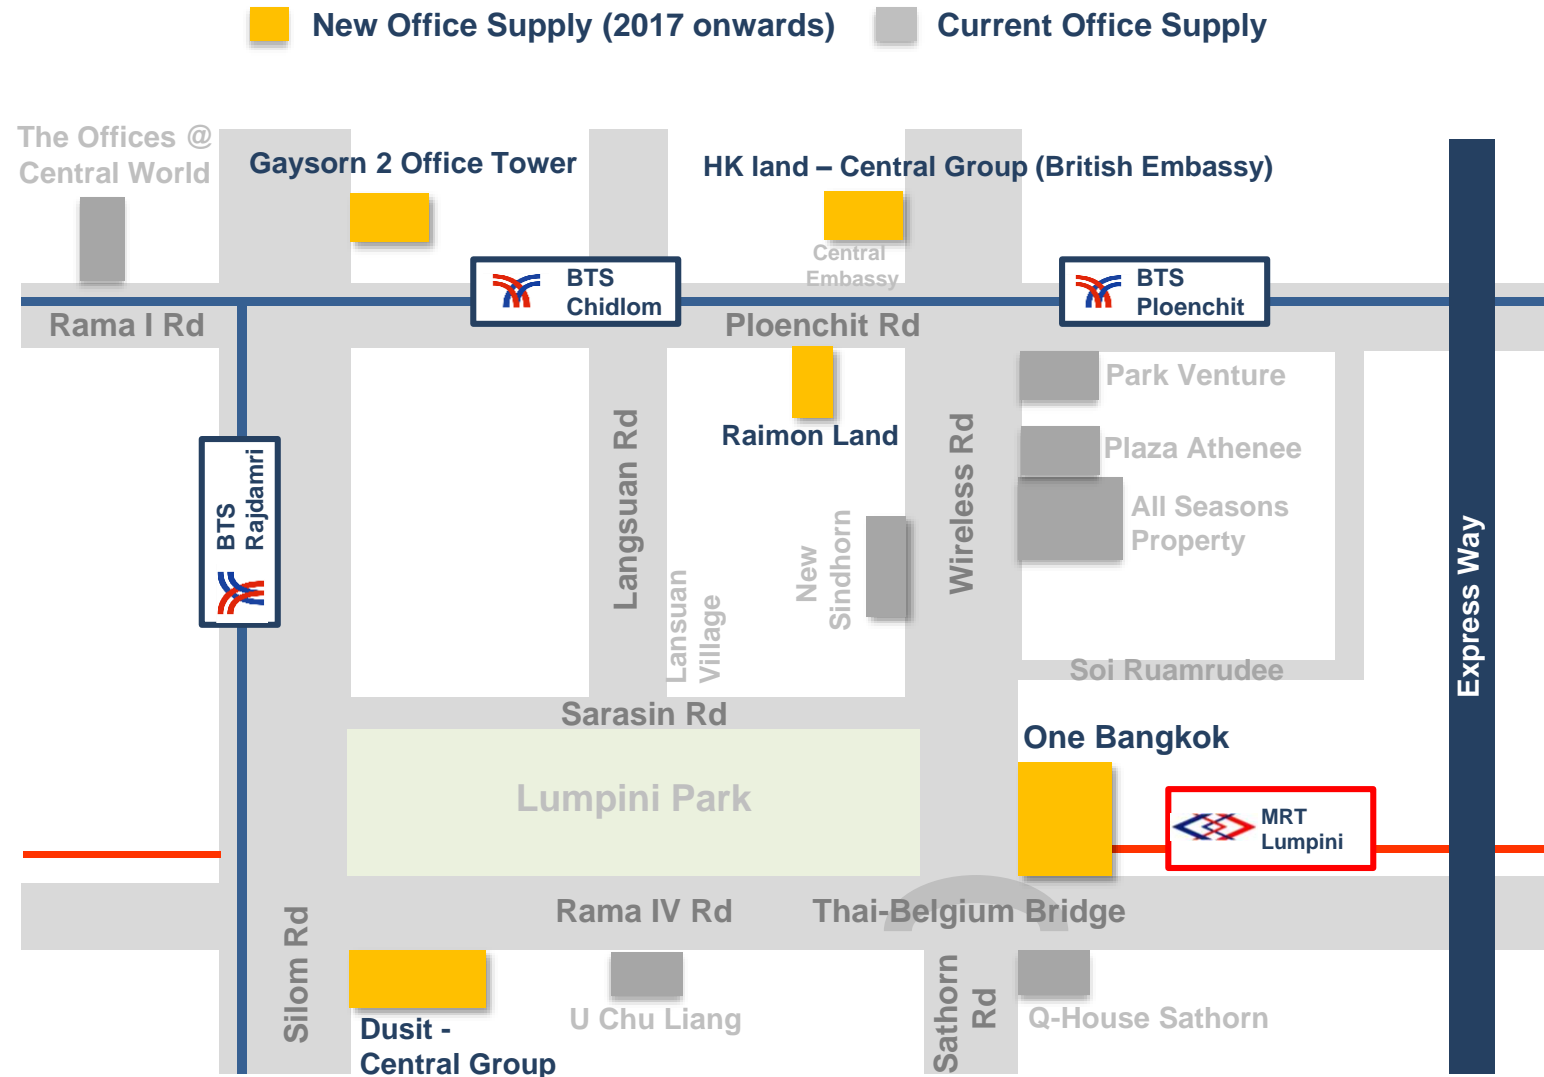 New Office Supply (2017 onwards)
Current Office Supply
The Offices @
Central World
Gaysorn 2 Office Tower
HK land – Central Group (British Embassy)
Central
Embassy
BTS
Chidlom
BTS
Ploenchit
Rama I Rd
Ploenchit Rd
Park Venture
Raimon Land
Plaza Athenee
BTS
Rajdamri
Langsuan Rd
Wireless Rd
All Seasons
Property
New
Sindhorn
Lansuan
Village
Express Way
Soi Ruamrudee
Sarasin Rd
One Bangkok
Lumpini Park
MRT
Lumpini
Rama IV Rd
Thai-Belgium Bridge
Silom Rd
Sathorn
Rd
Dusit -
Central Group
U Chu Liang
Q-House Sathorn